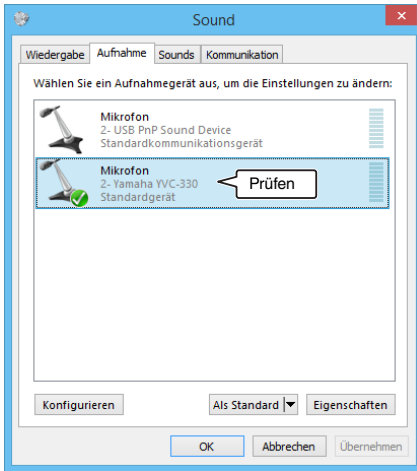 Sound
Wiedergabe Aufnahme Sounds Kommunikation
Wählen Sie ein Aufnahmegerät aus, um die Einstellungen zu ändern:
Mikrofon
2- USB PnP Sound Device
Standardkommunikationsgerät
Mikrofon
2- Yamaha YVC-330
Standardgerät
Prüfen
Konfigurieren Als Standard Eigenschaften
OK Abbrechen Übernehmen